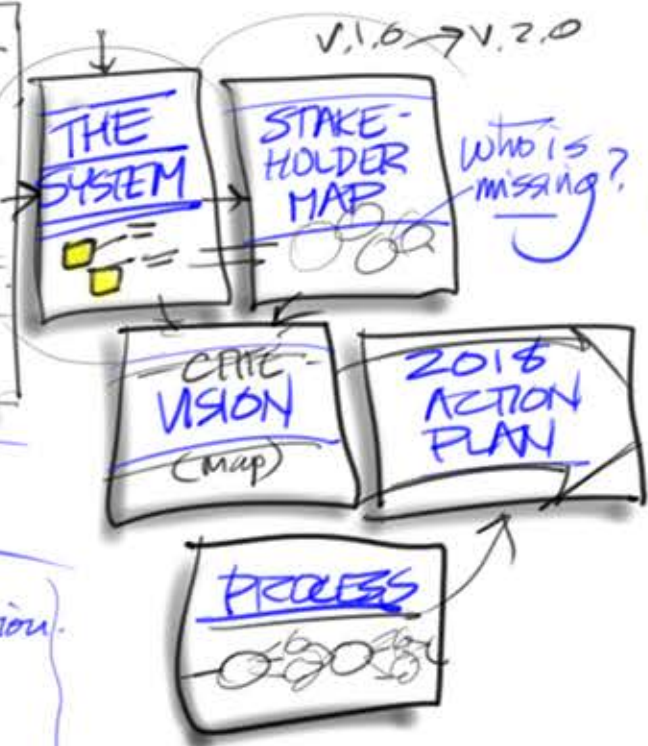 V.1.0 → V.2.0
THE
SYSTEM
STAKE-
HOLDER
MAP
who is
missing?
VISION
(map)
2018
ACTION
PLAN
PROCESS